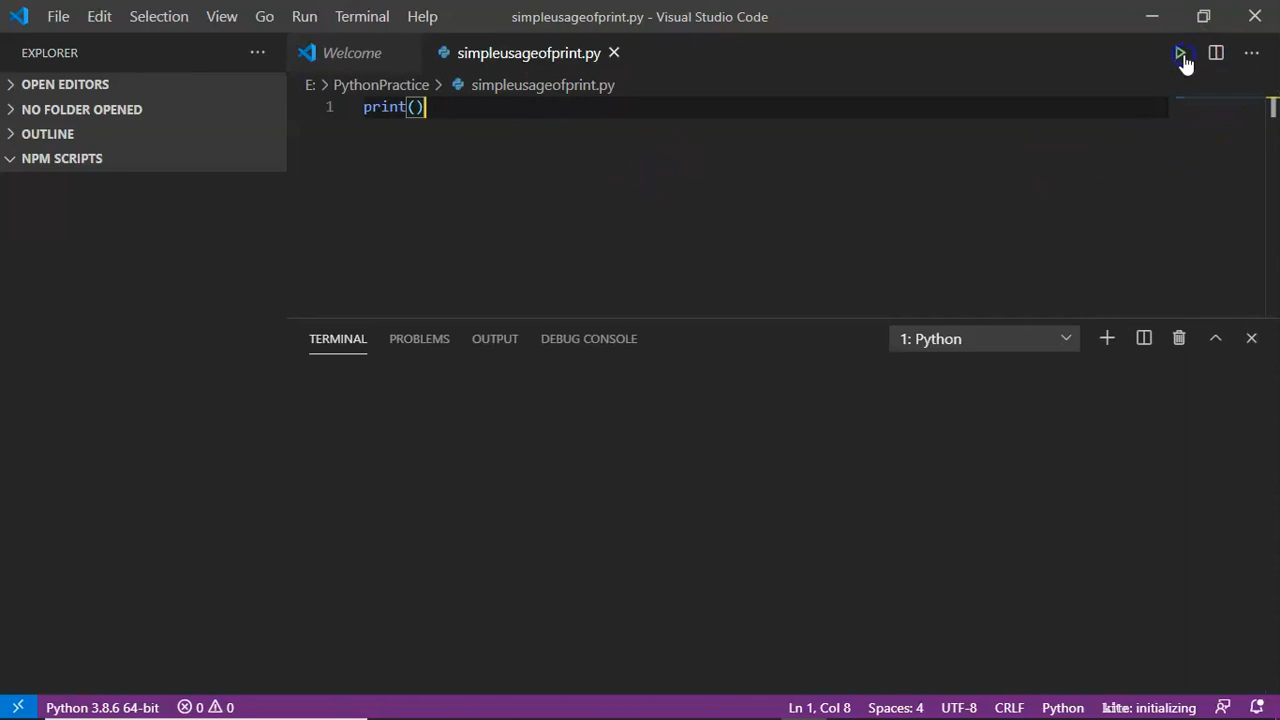 File Edit Selection View Go Run Terminal Help simpleusageofprint.py - Visual Studio Code
EXPLORER
OPEN EDITORS
NO FOLDER OPENED
OUTLINE
NPM SCRIPTS
Welcome simpleusageofprint.py
E: > PythonPractice > simpleusageofprint.py
1 print()
TERMINAL PROBLEMS OUTPUT DEBUG CONSOLE 1: Python
Python 3.8.6 64-bit 0 0 Ln 1, Col 8 Spaces: 4 UTF-8 CRLF Python kite: initializing